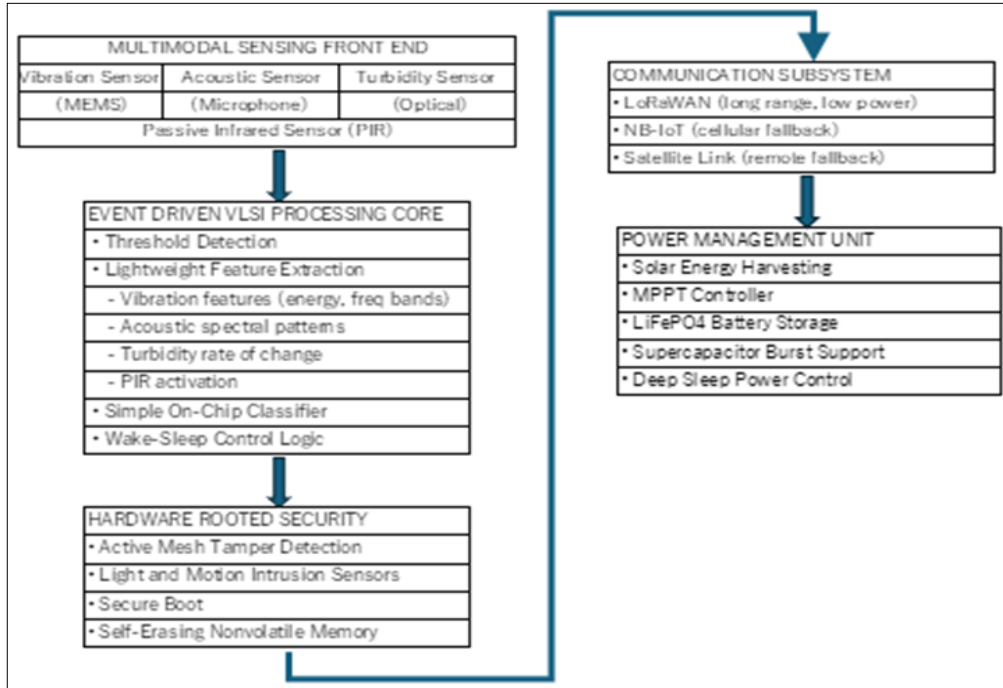 MULTIMODAL SENSING FRONT END
Vibration Sensor Acoustic Sensor Turbidity Sensor
(MEMS) (Microphone) (Optical)
Passive Infrared Sensor (PIR)
EVENT DRIVEN VLSI PROCESSING CORE
• Threshold Detection
• Lightweight Feature Extraction
- Vibration features (energy, freq bands)
- Acoustic spectral patterns
- Turbidity rate of change
- PIR activation
• Simple On-Chip Classifier
• Wake-Sleep Control Logic
HARDWARE ROOTED SECURITY
• Active Mesh Tamper Detection
• Light and Motion Intrusion Sensors
• Secure Boot
• Self-Erasing Nonvolatile Memory
COMMUNICATION SUBSYSTEM
• LoRaWAN (long range, low power)
• NB-IoT (cellular fallback)
• Satellite Link (remote fallback)
POWER MANAGEMENT UNIT
• Solar Energy Harvesting
• MPPT Controller
• LiFePO4 Battery Storage
• Supercapacitor Burst Support
• Deep Sleep Power Control